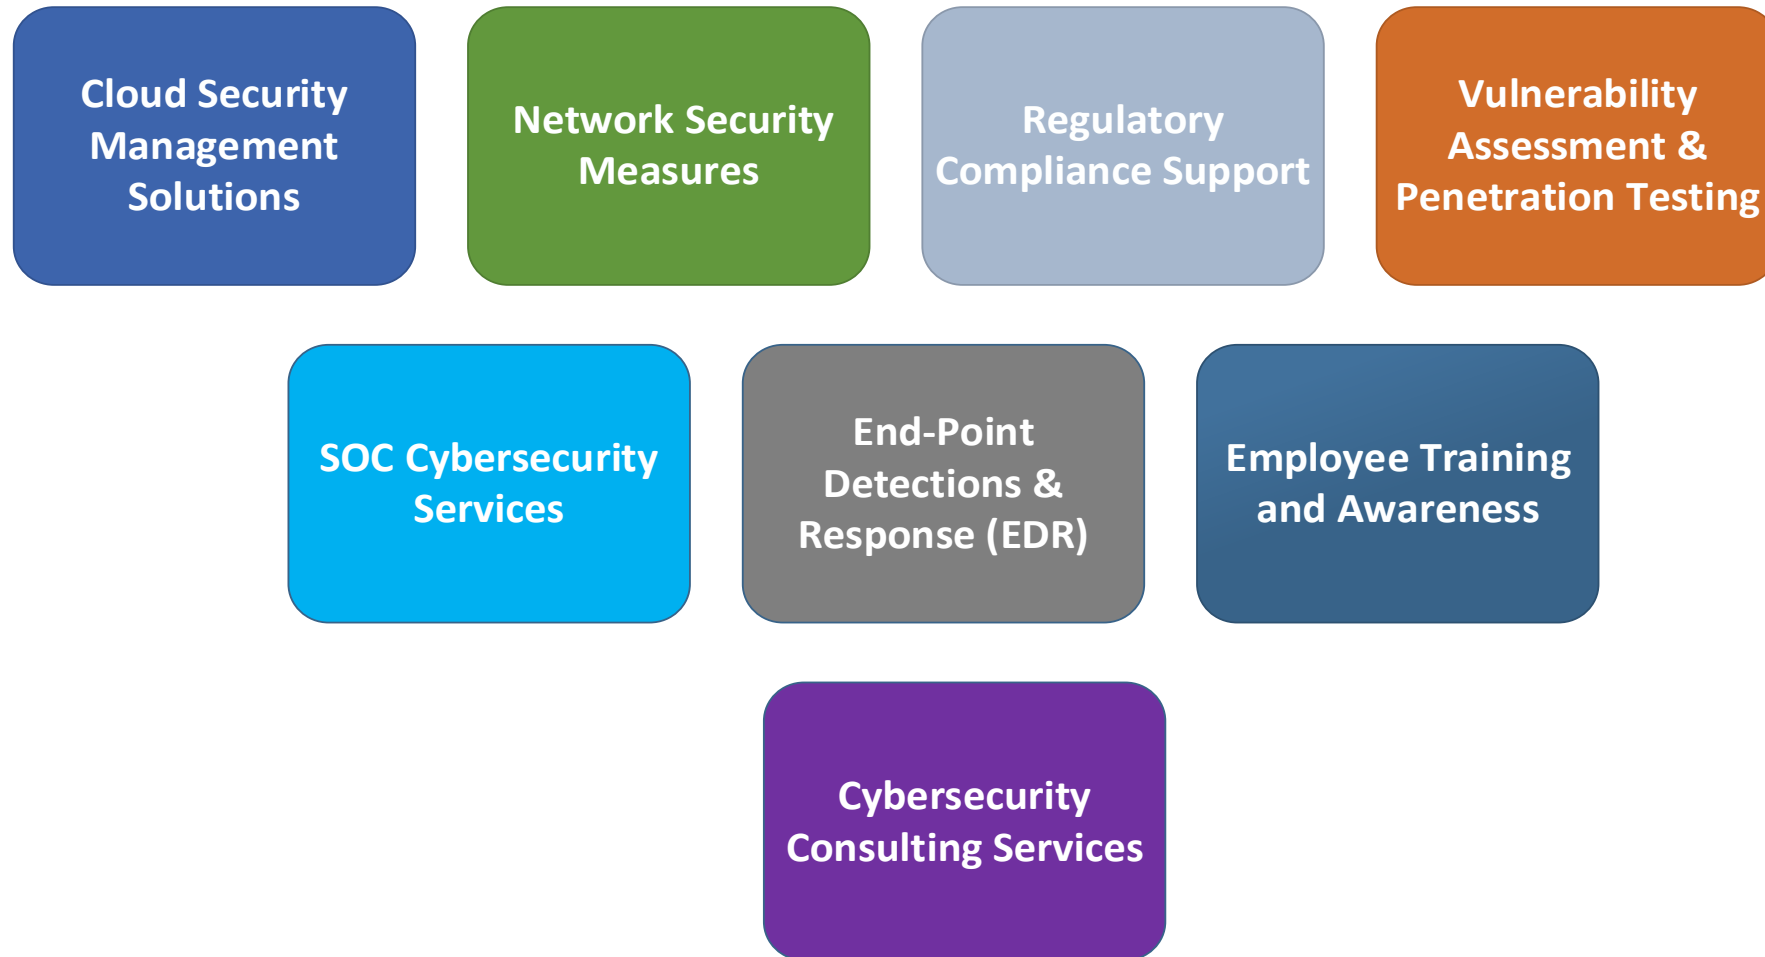 Cloud Security
Management
Solutions
Network Security
Measures
Regulatory
Compliance Support
Vulnerability
Assessment &
Penetration Testing
SOC Cybersecurity
Services
End-Point
Detections &
Response (EDR)
Employee Training
and Awareness
Cybersecurity
Consulting Services